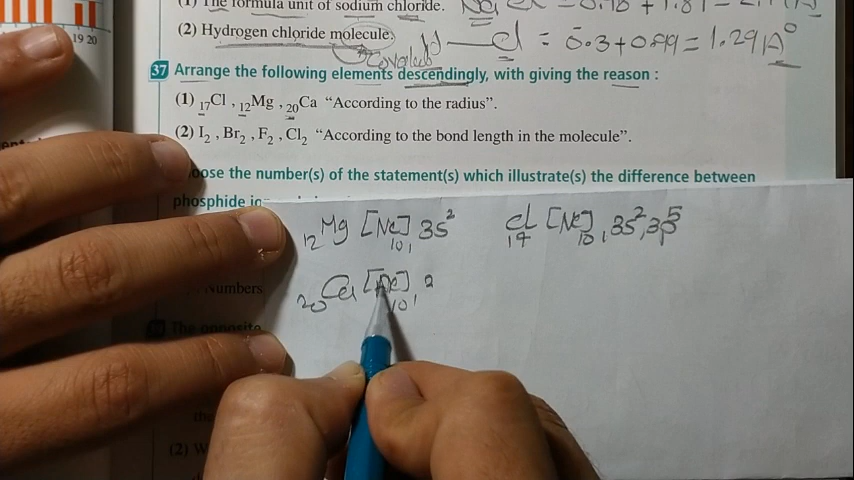 (1) The formula unit of sodium chloride.
19 20
(2) Hydrogen chloride molecule. H — Cl = 0.3 + 0.99 = 1.29 A°
Covalent
37 Arrange the following elements descendingly, with giving the reason :
(1) 17Cl , 12Mg , 20Ca "According to the radius".
(2) I2 , Br2 , F2 , Cl2 "According to the bond length in the molecule".
oose the number(s) of the statement(s) which illustrate(s) the difference between
phosphide
12Mg [Ne]10, 3s² Cl17 [Ne]10, 3s², 3p⁵
Numbers
20Ca
The opposite
(2) W